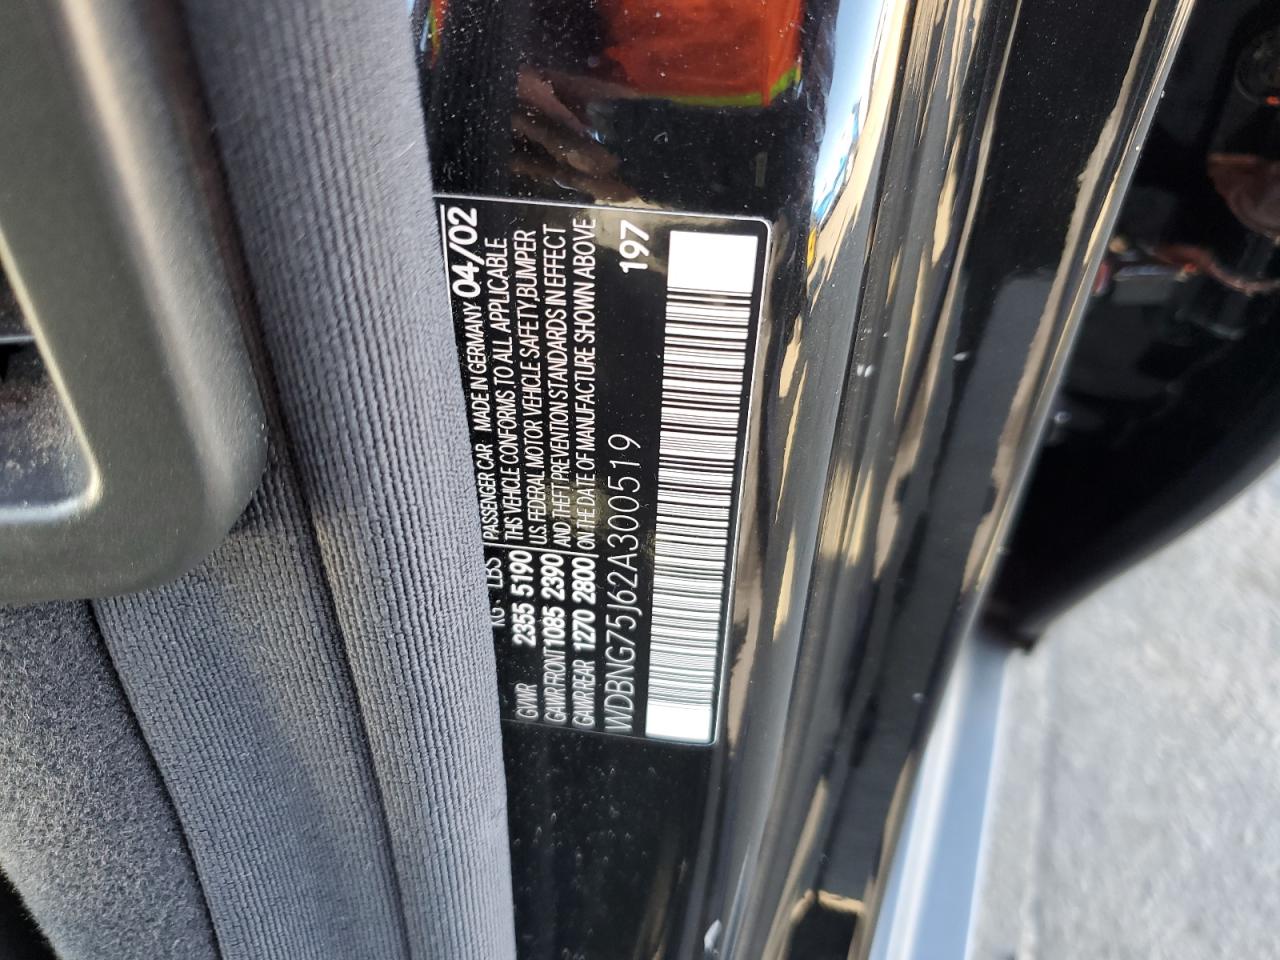 PASSENGER CAR MADE IN GERMANY 04/02
KG - LBS THIS VEHICLE CONFORMS TO ALL APPLICABLE
GVWR 2355 5190 U.S. FEDERAL MOTOR VEHICLE SAFETY,BUMPER
GAWR FRONT 1085 2390 AND THEFT PREVENTION STANDARDS IN EFFECT
GAWR REAR 1270 2800 ON THE DATE OF MANUFACTURE SHOWN ABOVE
WDBNG75J62A300519 197